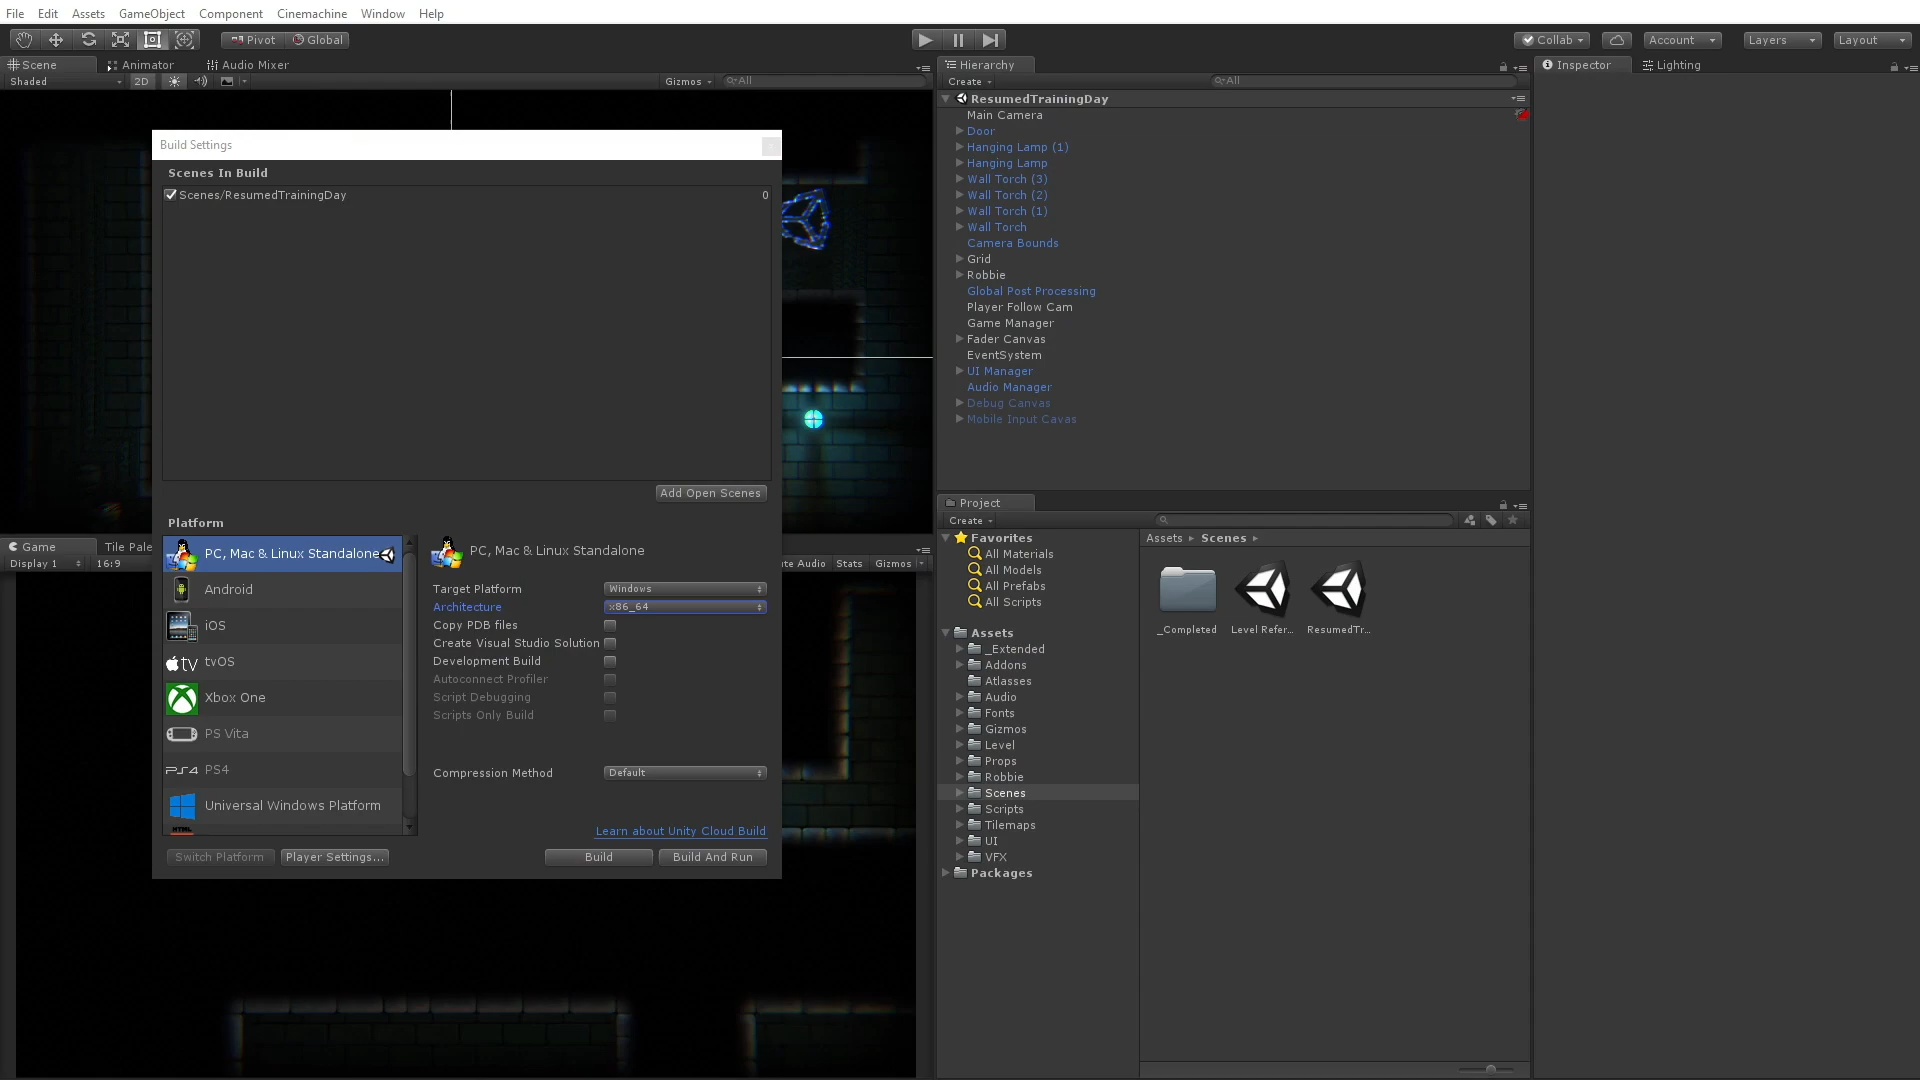 File Edit Assets GameObject Component Cinemachine Window Help
Pivot Global
Collab Account Layers Layout
Scene Animator Audio Mixer
Shaded 2D Gizmos All
Build Settings
Scenes In Build
Scenes/ResumedTrainingDay 0
Add Open Scenes
Platform
PC, Mac & Linux Standalone
Android
iOS
tvOS
Xbox One
PS Vita
PS4
Universal Windows Platform
HTML
PC, Mac & Linux Standalone
Target Platform Windows
Architecture x86_64
Copy PDB files
Create Visual Studio Solution
Development Build
Autoconnect Profiler
Script Debugging
Scripts Only Build
Compression Method Default
Learn about Unity Cloud Build
Switch Platform Player Settings... Build Build And Run
Game Tile Pale
Display 1 16:9 te Audio Stats Gizmos
Hierarchy
Create All
ResumedTrainingDay
Main Camera
Door
Hanging Lamp (1)
Hanging Lamp
Wall Torch (3)
Wall Torch (2)
Wall Torch (1)
Wall Torch
Camera Bounds
Grid
Robbie
Global Post Processing
Player Follow Cam
Game Manager
Fader Canvas
EventSystem
UI Manager
Audio Manager
Debug Canvas
Mobile Input Cavas
Project
Create
Favorites
All Materials
All Models
All Prefabs
All Scripts
Assets
_Extended
Addons
Atlasses
Audio
Fonts
Gizmos
Level
Props
Robbie
Scenes
Scripts
Tilemaps
UI
VFX
Packages
Assets Scenes
_Completed Level Refer... ResumedTr...
Inspector Lighting